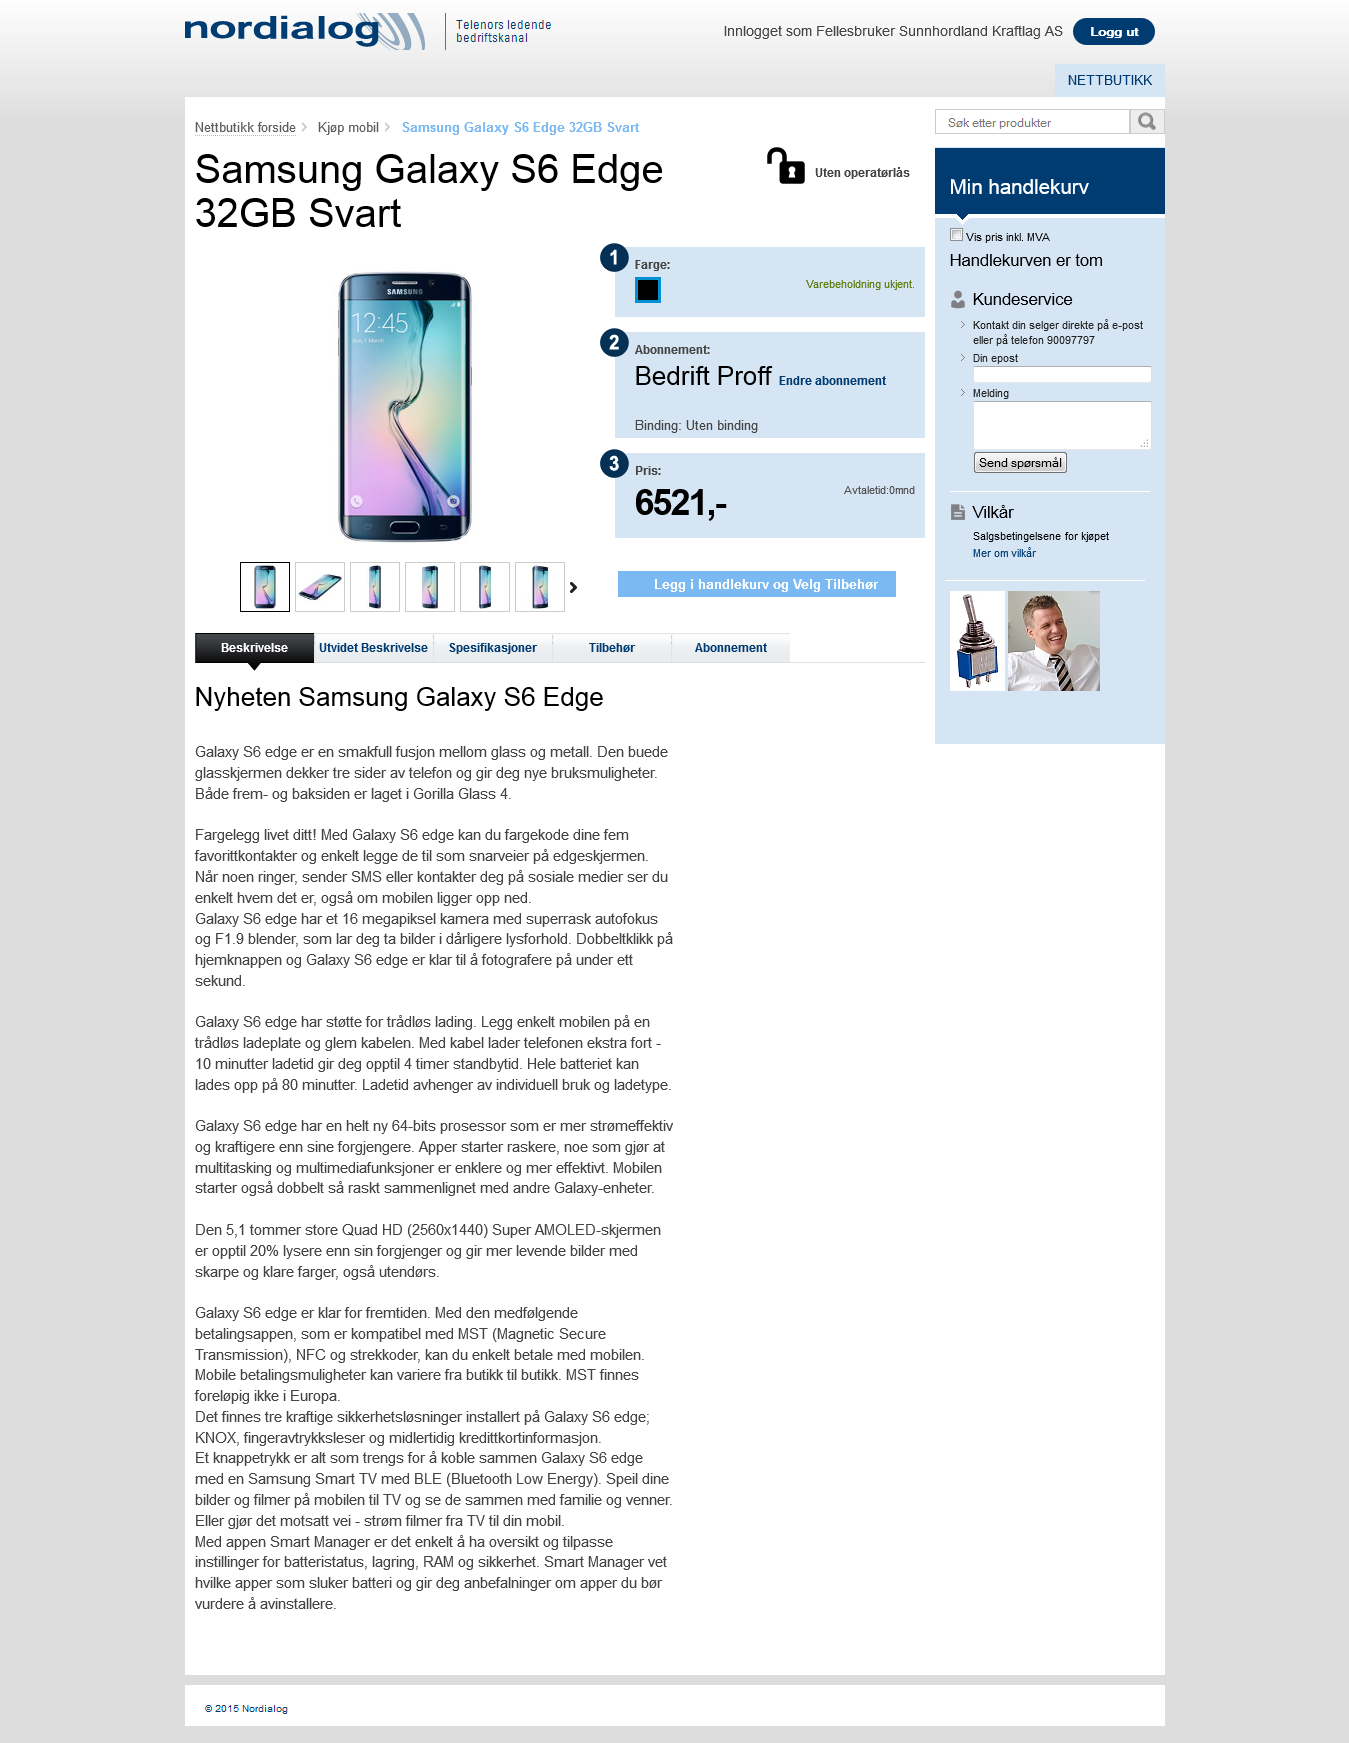 nordialog
Telenors ledende
bedriftskanal
Innlogget som Fellesbruker Sunnhordland Kraftlag AS
Logg ut
NETTBUTIKK
Nettbutikk forside
Kjøp mobil
Samsung Galaxy S6 Edge 32GB Svart
Søk etter produkter
Samsung Galaxy S6 Edge
32GB Svart
Uten operatørlås
1
Farge:
Varebeholdning ukjent.
2
Abonnement:
Bedrift Proff Endre abonnement
Binding: Uten binding
3
Pris:
6521,-
Avtaletid:0mnd
SAMSUNG
12:45
Sun, 1 March
Legg i handlekurv og Velg Tilbehør
Min handlekurv
Vis pris inkl. MVA
Handlekurven er tom
Kundeservice
Kontakt din selger direkte på e-post
eller på telefon 90097797
Din epost
Melding
Send spørsmål
Vilkår
Salgsbetingelsene for kjøpet
Mer om vilkår
Beskrivelse
Utvidet Beskrivelse
Spesifikasjoner
Tilbehør
Abonnement
Nyheten Samsung Galaxy S6 Edge
Galaxy S6 edge er en smakfull fusjon mellom glass og metall. Den buede
glasskjermen dekker tre sider av telefon og gir deg nye bruksmuligheter.
Både frem- og baksiden er laget i Gorilla Glass 4.
Fargelegg livet ditt! Med Galaxy S6 edge kan du fargekode dine fem
favorittkontakter og enkelt legge de til som snarveier på edgeskjermen.
Når noen ringer, sender SMS eller kontakter deg på sosiale medier ser du
enkelt hvem det er, også om mobilen ligger opp ned.
Galaxy S6 edge har et 16 megapiksel kamera med superrask autofokus
og F1.9 blender, som lar deg ta bilder i dårligere lysforhold. Dobbeltklikk på
hjemknappen og Galaxy S6 edge er klar til å fotografere på under ett
sekund.
Galaxy S6 edge har støtte for trådløs lading. Legg enkelt mobilen på en
trådløs ladeplate og glem kabelen. Med kabel lader telefonen ekstra fort -
10 minutter ladetid gir deg opptil 4 timer standbytid. Hele batteriet kan
lades opp på 80 minutter. Ladetid avhenger av individuell bruk og ladetype.
Galaxy S6 edge har en helt ny 64-bits prosessor som er mer strømeffektiv
og kraftigere enn sine forgjengere. Apper starter raskere, noe som gjør at
multitasking og multimediafunksjoner er enklere og mer effektivt. Mobilen
starter også dobbelt så raskt sammenlignet med andre Galaxy-enheter.
Den 5,1 tommer store Quad HD (2560x1440) Super AMOLED-skjermen
er opptil 20% lysere enn sin forgjenger og gir mer levende bilder med
skarpe og klare farger, også utendørs.
Galaxy S6 edge er klar for fremtiden. Med den medfølgende
betalingsappen, som er kompatibel med MST (Magnetic Secure
Transmission), NFC og strekkoder, kan du enkelt betale med mobilen.
Mobile betalingsmuligheter kan variere fra butikk til butikk. MST finnes
foreløpig ikke i Europa.
Det finnes tre kraftige sikkerhetsløsninger installert på Galaxy S6 edge;
KNOX, fingeravtrykksleser og midlertidig kredittkortinformasjon.
Et knappetrykk er alt som trengs for å koble sammen Galaxy S6 edge
med en Samsung Smart TV med BLE (Bluetooth Low Energy). Speil dine
bilder og filmer på mobilen til TV og se de sammen med familie og venner.
Eller gjør det motsatt vei - strøm filmer fra TV til din mobil.
Med appen Smart Manager er det enkelt å ha oversikt og tilpasse
instillinger for batteristatus, lagring, RAM og sikkerhet. Smart Manager vet
hvilke apper som sluker batteri og gir deg anbefalninger om apper du bør
vurdere å avinstallere.
© 2015 Nordialog